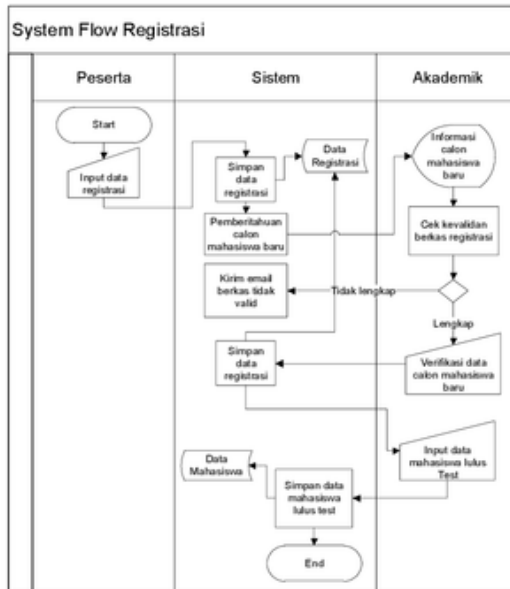 System Flow Registrasi
Peserta
Sistem
Akademik
Start
Input data
registrasi
Simpan
data
registrasi
Data
Registrasi
Informasi
calon
mahasiswa
baru
Pemberitahuan
calon
mahasiswa baru
Cek kevalidan
berkas registrasi
Kirim email
berkas tidak
valid
Tidak lengkap
Lengkap
Simpan
data
registrasi
Verifikasi data
calon mahasiswa
baru
Data
Mahasiswa
Input data
mahasiswa lulus
Test
Simpan data
mahasiswa
lulus test
End